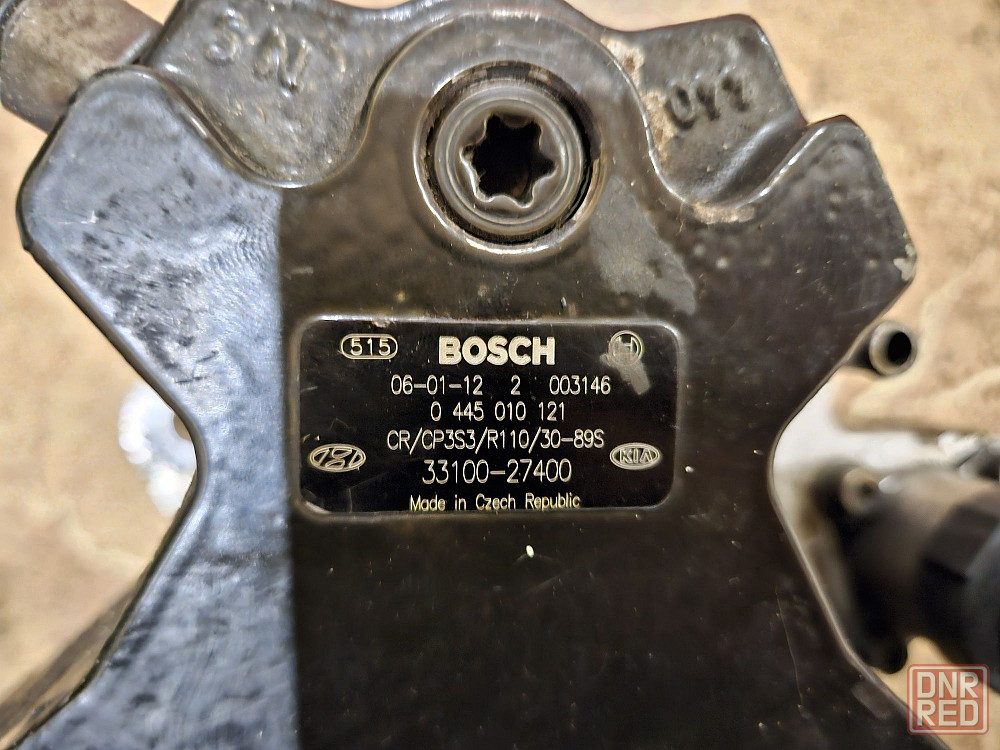 515 BOSCH
06-01-12 2 003146
0 445 010 121
CR/CP3S3/R110/30-89S
KIA
33100-27400
Made in Czech Republic
DNR
RED